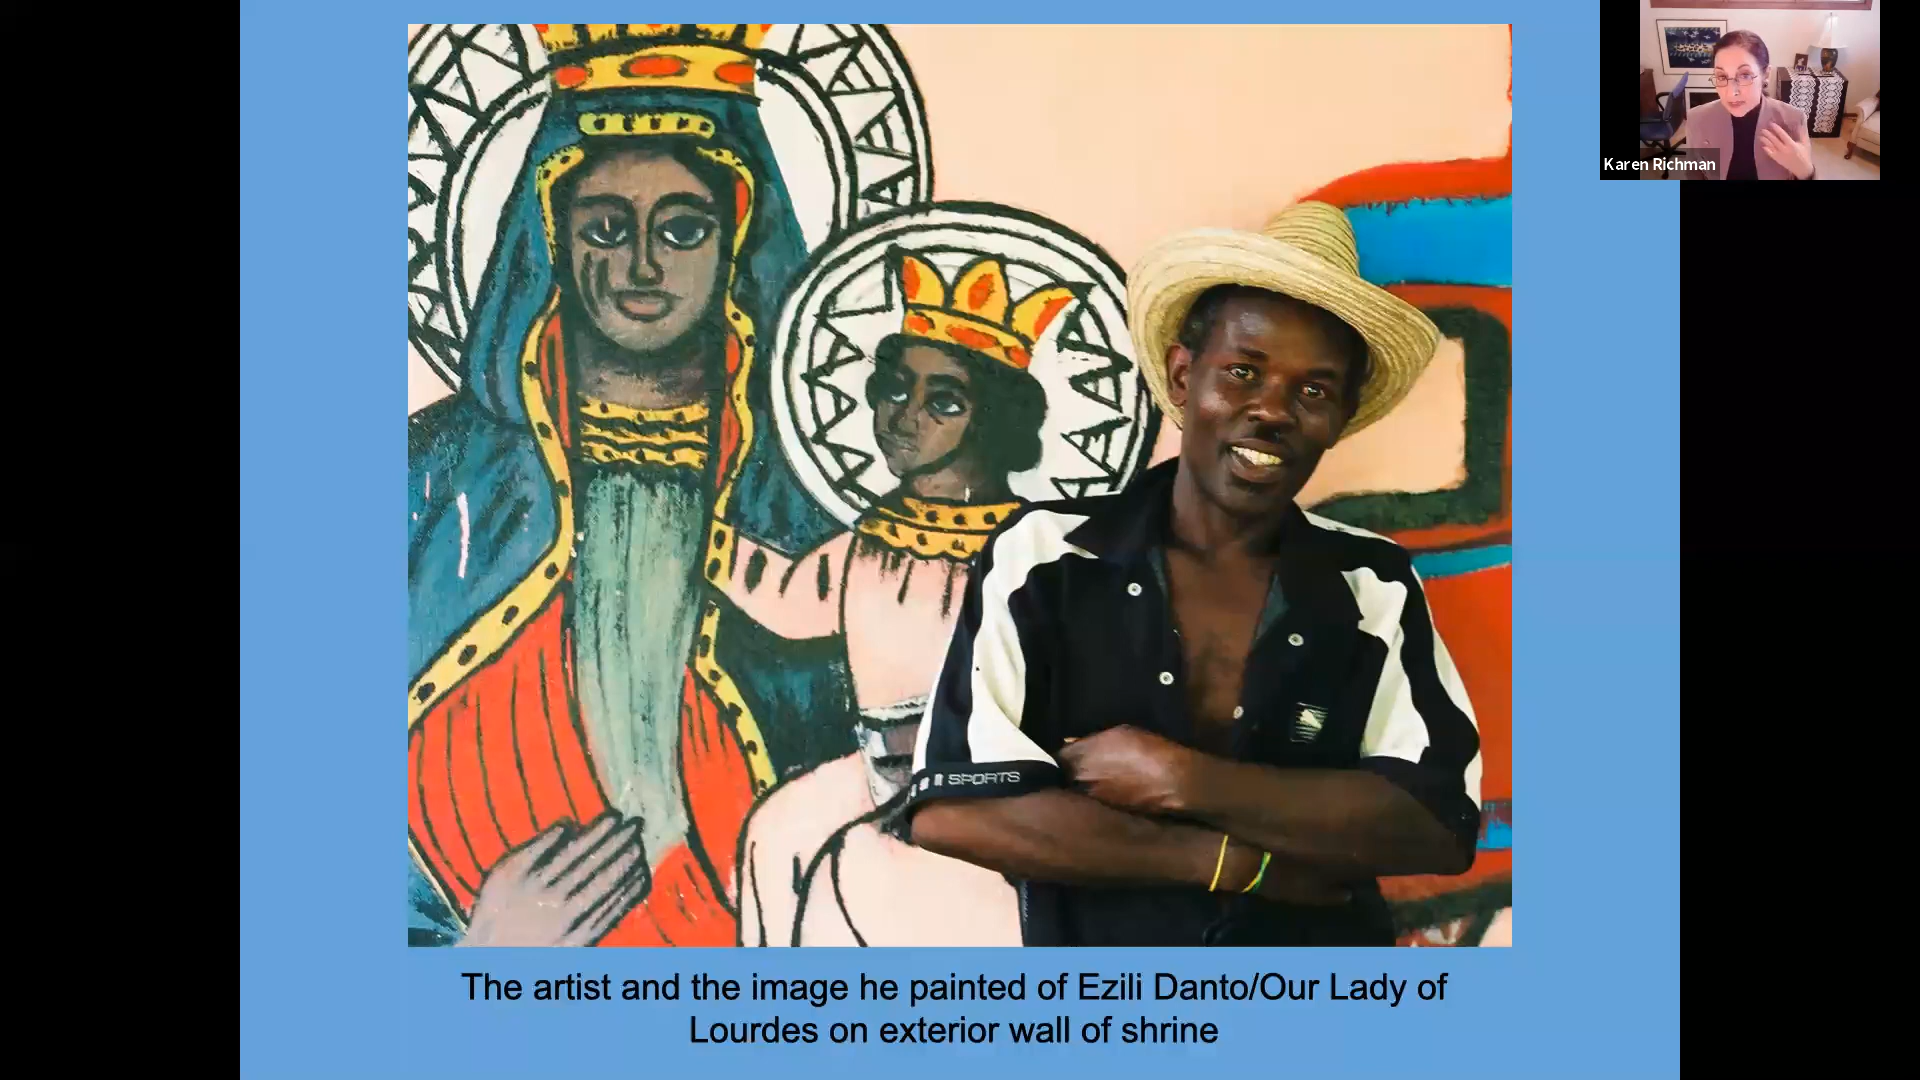 Karen Richman
SPORTS
The artist and the image he painted of Ezili Danto/Our Lady of
Lourdes on exterior wall of shrine